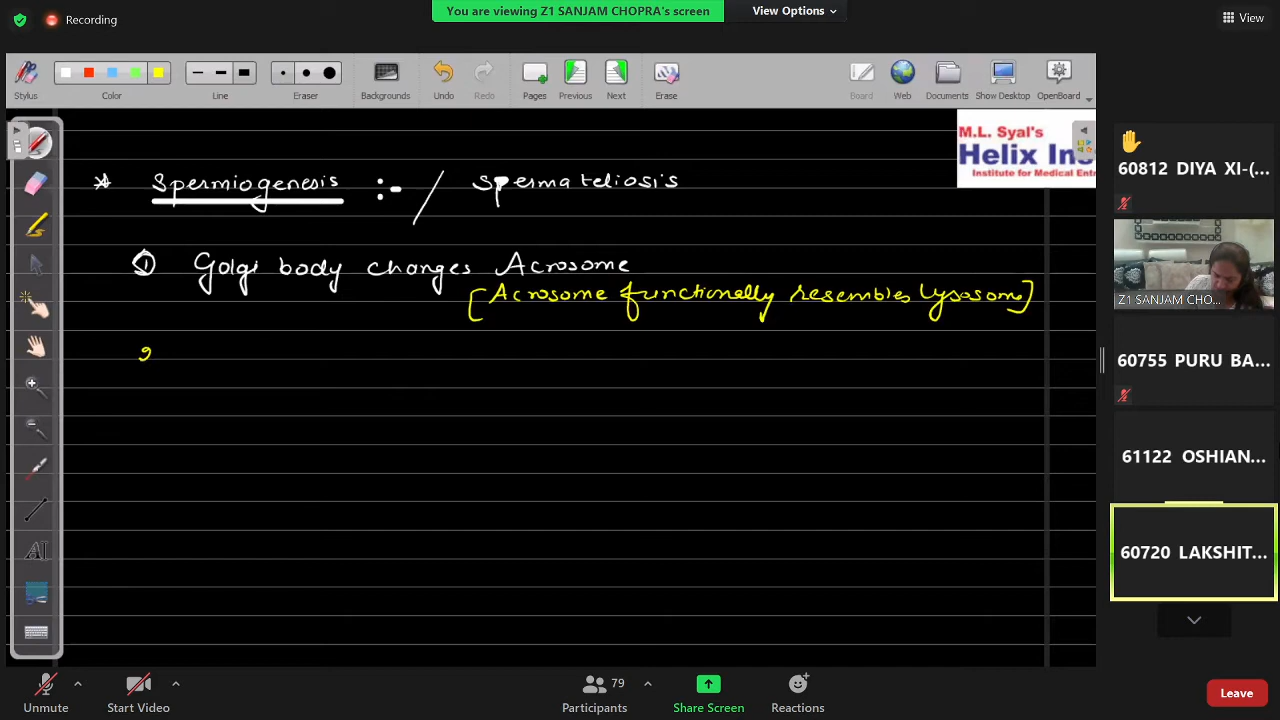 Recording
You are viewing Z1 SANJAM CHOPRA's screen
View Options
View
Stylus
Color
Line
Eraser
Backgrounds
Undo
Redo
Pages
Previous
Next
Erase
Board
Web
Documents
Show Desktop
OpenBoard
M.L. Syal's
Helix Ins
Institute for Medical Entr
Spermiogenesis :- / Spermateliosis
① Golgi body changes Acrosome
[Acrosome functionally resembles lysosome]
60812 DIYA XI-(...
Z1 SANJAM CHO...
60755 PURU BA...
61122 OSHIAN...
60720 LAKSHIT...
Unmute
Start Video
79
Participants
Share Screen
Reactions
Leave